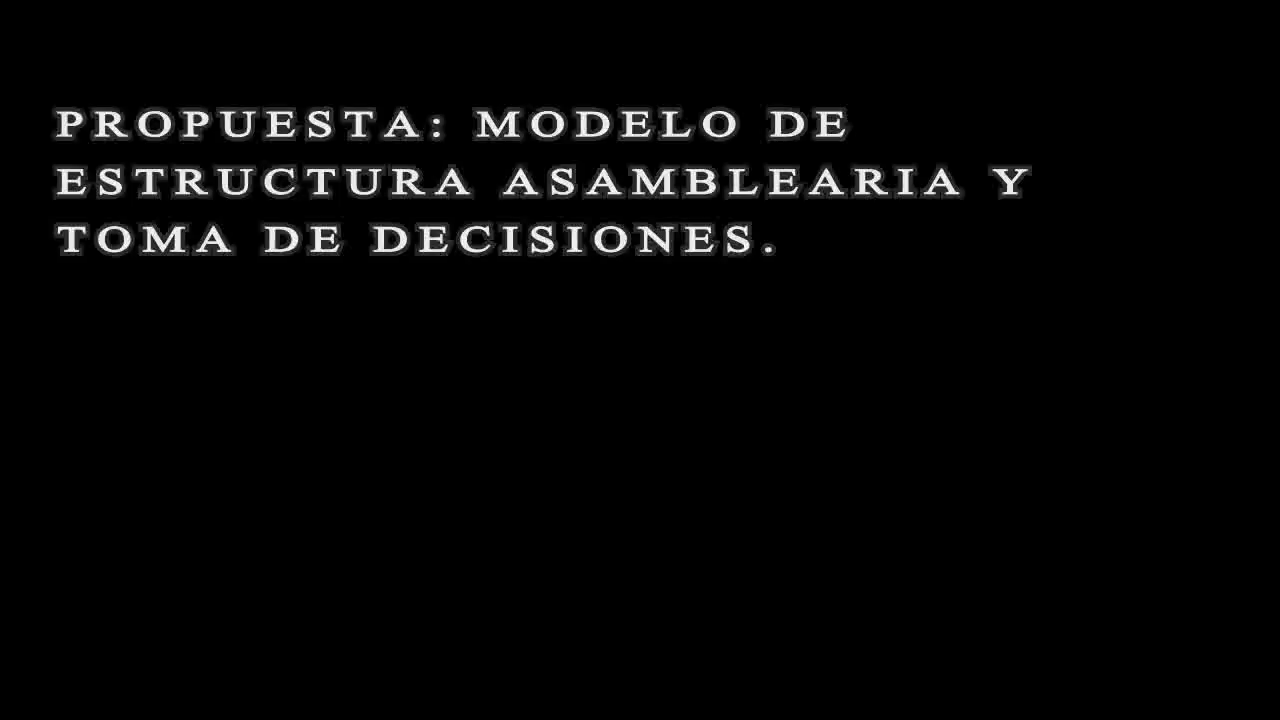 PROPUESTA: MODELO DE
ESTRUCTURA ASAMBLEARIA Y
TOMA DE DECISIONES.